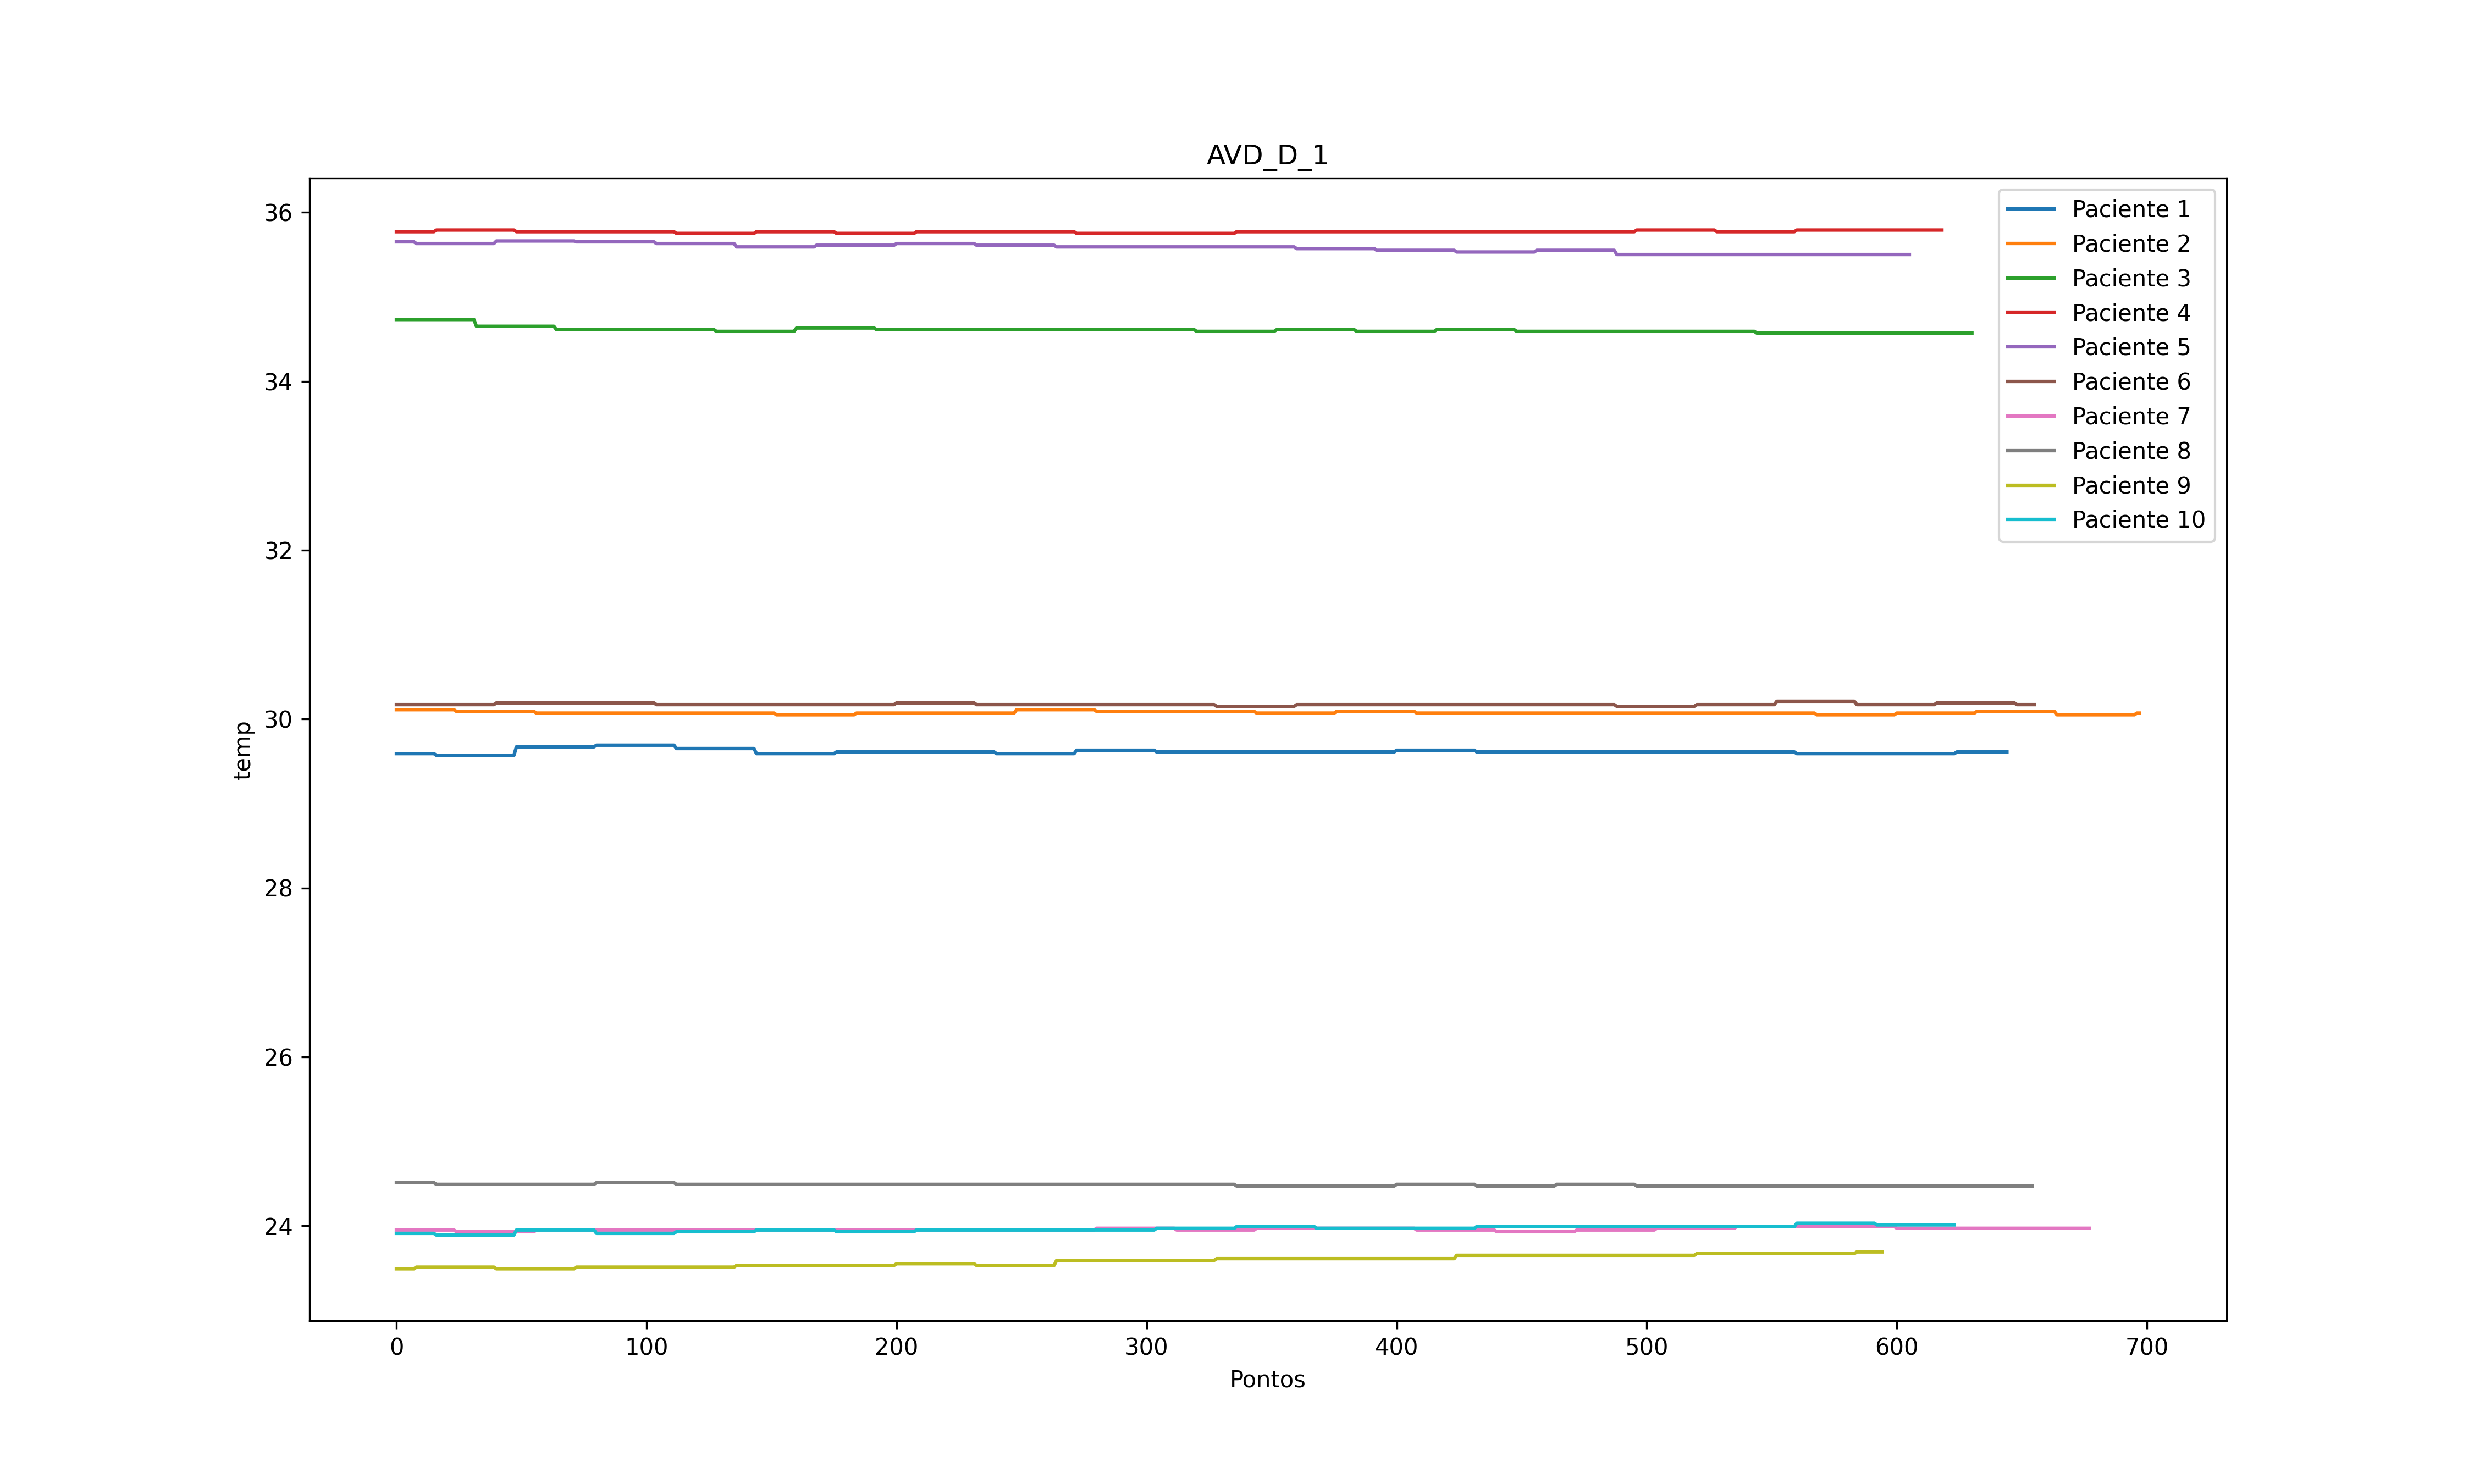 AVD_D_1
36
34
32
30
28
26
24
temp
0 100 200 300 400 500 600 700
Pontos
Paciente 1
Paciente 2
Paciente 3
Paciente 4
Paciente 5
Paciente 6
Paciente 7
Paciente 8
Paciente 9
Paciente 10